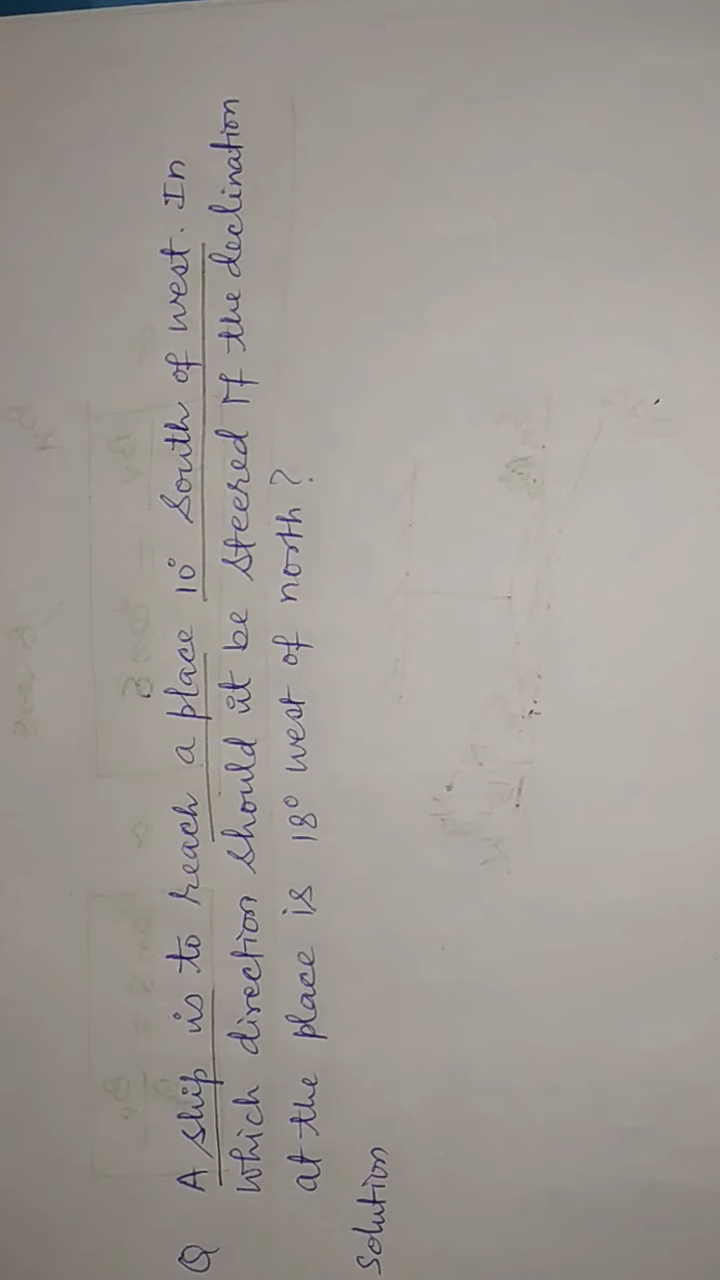 Q A ship is to reach a place 10° South of west. In
which direction should it be steered if the declination
at the place is 18° west of north?
Solution